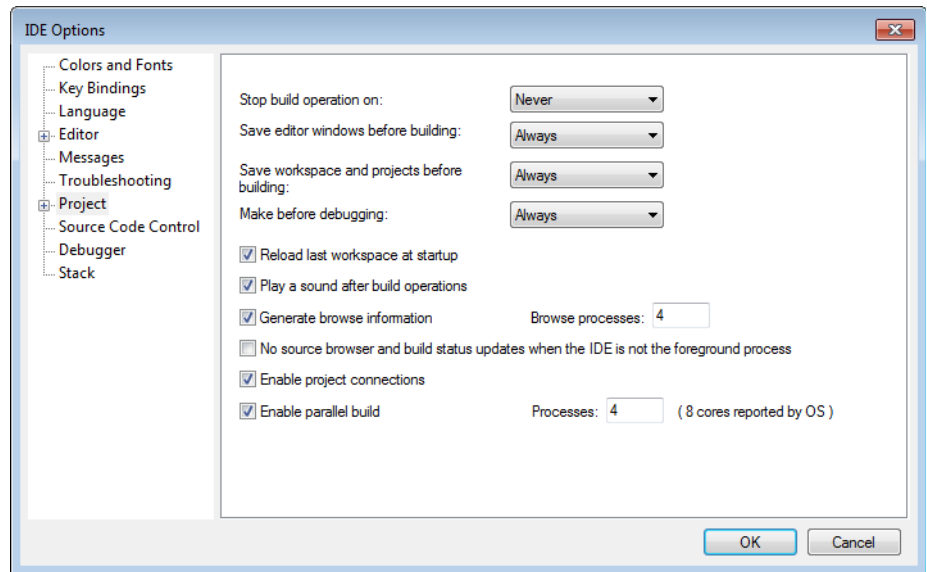 IDE Options
Colors and Fonts
Key Bindings
Language
Editor
Messages
Troubleshooting
Project
Source Code Control
Debugger
Stack
Stop build operation on: Never
Save editor windows before building: Always
Save workspace and projects before
building: Always
Make before debugging: Always
Reload last workspace at startup
Play a sound after build operations
Generate browse information Browse processes: 4
No source browser and build status updates when the IDE is not the foreground process
Enable project connections
Enable parallel build Processes: 4 ( 8 cores reported by OS )
OK Cancel